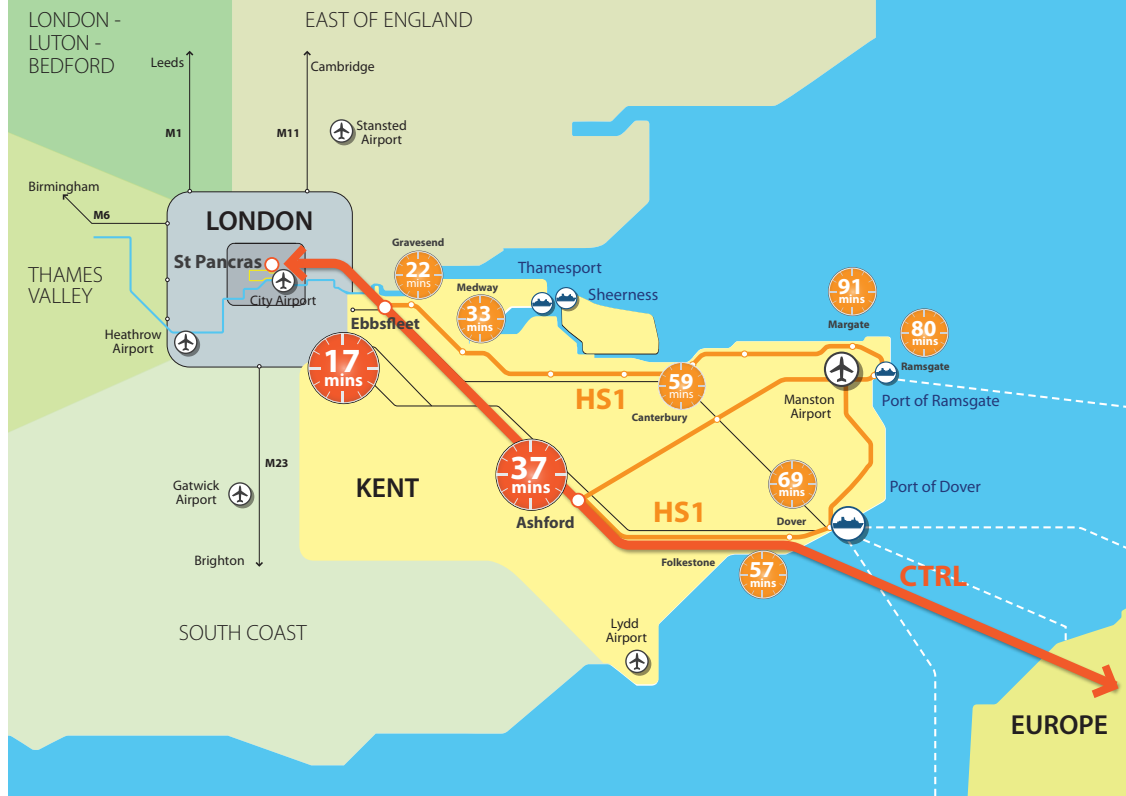 LONDON -
LUTON -
BEDFORD
EAST OF ENGLAND
Leeds
Cambridge
M1
M11
Stansted
Airport
Birmingham
M6
LONDON
St Pancras
City Airport
THAMES
VALLEY
Heathrow
Airport
Gravesend
22
mins
Medway
33
mins
Thamesport
Sheerness
Ebbsfleet
17
mins
91
mins
Margate
80
mins
Ramsgate
HS1
59
mins
Canterbury
Manston
Airport
Port of Ramsgate
M23
Gatwick
Airport
KENT
37
mins
Ashford
HS1
69
mins
Dover
Port of Dover
Brighton
Folkestone
57
mins
CTRL
SOUTH COAST
Lydd
Airport
EUROPE